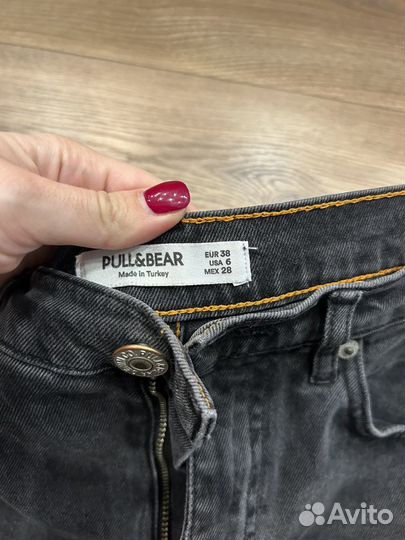 PULL&BEAR
Made in Turkey
EUR 38
USA 6
MEX 28
Avito